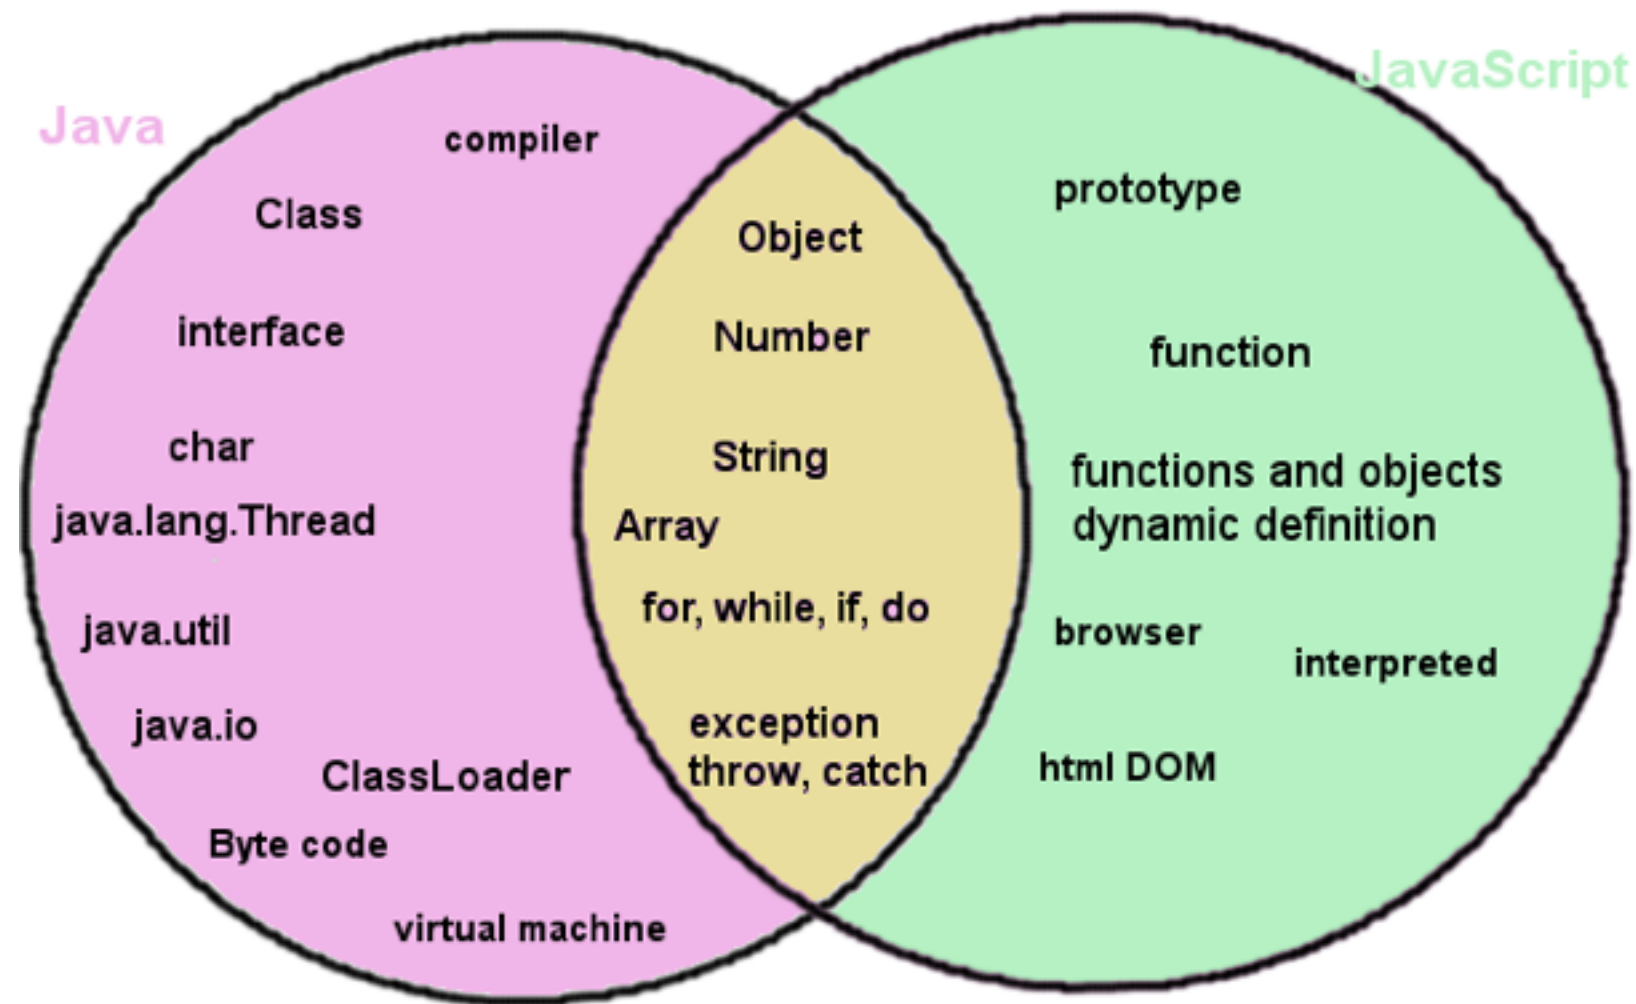 Java
compiler
Class
interface
char
java.lang.Thread
java.util
java.io
ClassLoader
Byte code
virtual machine
Object
Number
String
Array
for, while, if, do
exception
throw, catch
JavaScript
prototype
function
functions and objects
dynamic definition
browser
interpreted
html DOM